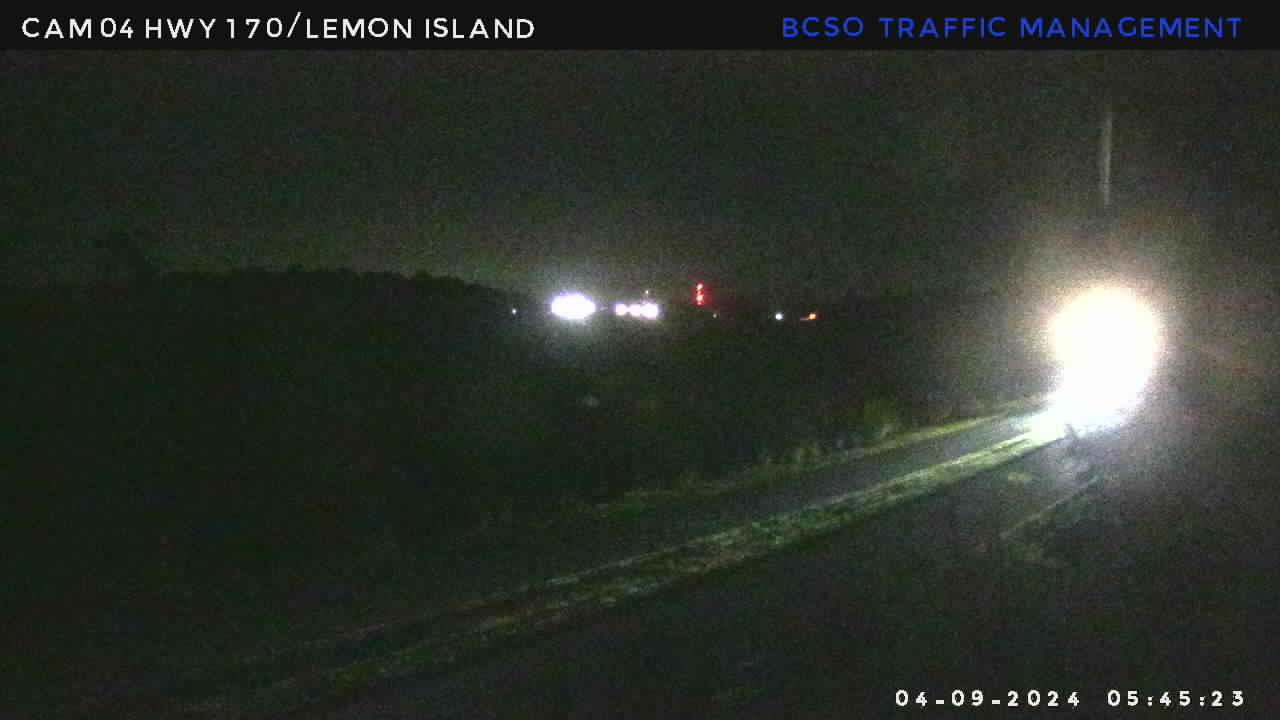 CAM04 HWY 170/LEMON ISLAND
BCSO TRAFFIC MANAGEMENT
04-09-2024 05:45:23